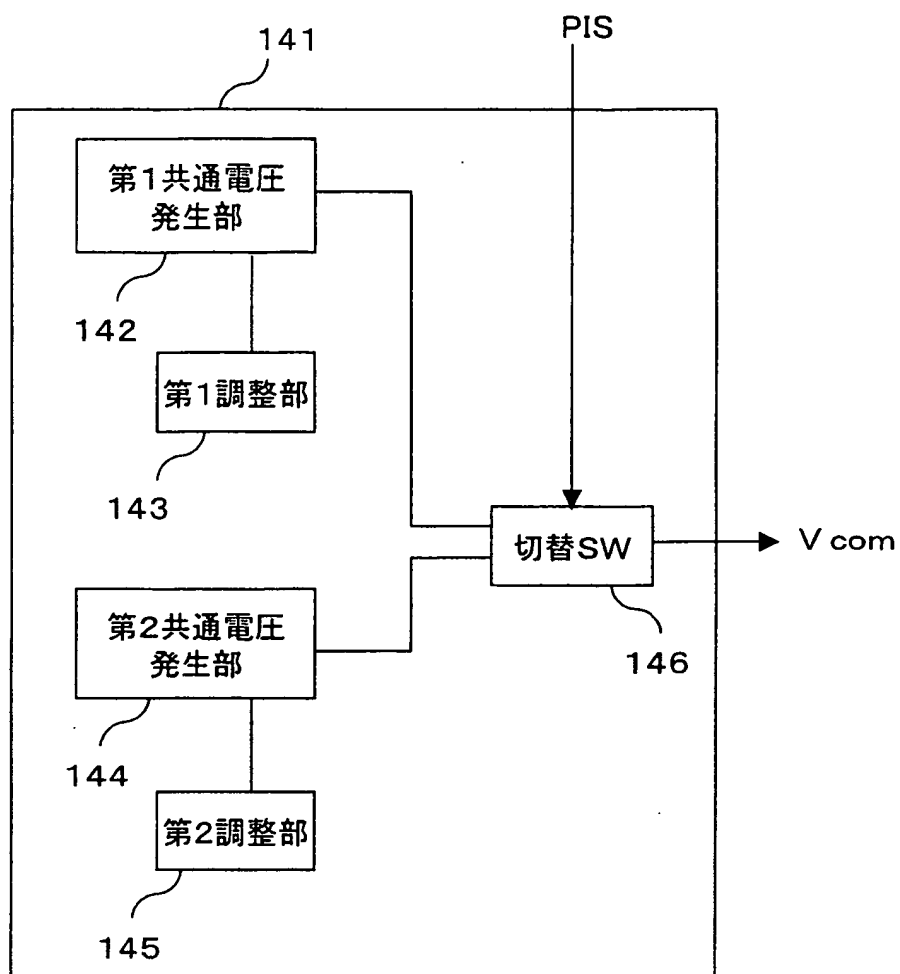 141
PIS
第1共通電圧
発生部
142
第1調整部
143
切替SW
Vcom
第2共通電圧
発生部
146
144
第2調整部
145